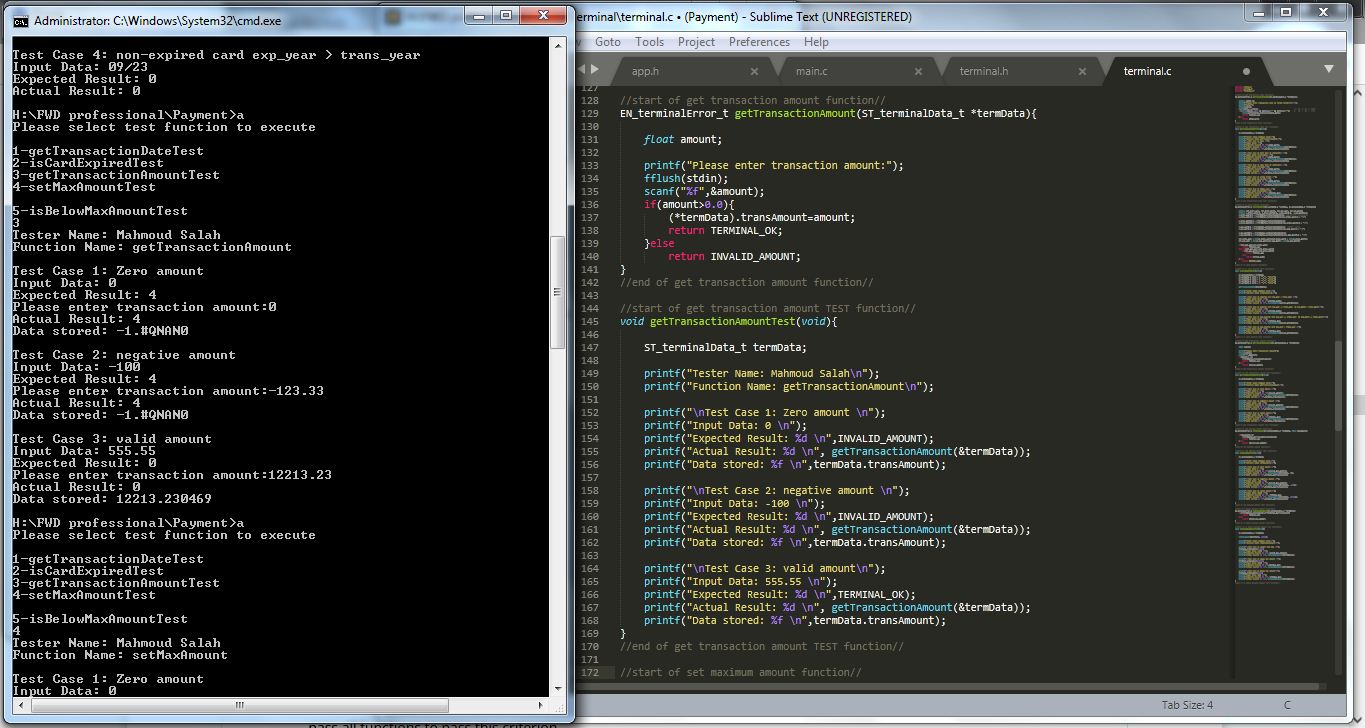 Administrator: C:\Windows\System32\cmd.exe
Test Case 4: non-expired card exp_year > trans_year
Input Data: 09/23
Expected Result: 0
Actual Result: 0
H:\FWD professional\Payment>a
Please select test function to execute
1-getTransactionDateTest
2-isCardExpiredTest
3-getTransactionAmountTest
4-setMaxAmountTest
5-isBelowMaxAmountTest
3
Tester Name: Mahmoud Salah
Function Name: getTransactionAmount
Test Case 1: Zero amount
Input Data: 0
Expected Result: 4
Please enter transaction amount:0
Actual Result: 4
Data stored: -1.#QNAN0
Test Case 2: negative amount
Input Data: -100
Expected Result: 4
Please enter transaction amount:-123.33
Actual Result: 4
Data stored: -1.#QNAN0
Test Case 3: valid amount
Input Data: 555.55
Expected Result: 0
Please enter transaction amount:12213.23
Actual Result: 0
Data stored: 12213.230469
H:\FWD professional\Payment>a
Please select test function to execute
1-getTransactionDateTest
2-isCardExpiredTest
3-getTransactionAmountTest
4-setMaxAmountTest
5-isBelowMaxAmountTest
4
Tester Name: Mahmoud Salah
Function Name: setMaxAmount
Test Case 1: Zero amount
Input Data: 0
erminal\terminal.c • (Payment) - Sublime Text (UNREGISTERED)
Goto Tools Project Preferences Help
app.h main.c terminal.h terminal.c
127
128 //start of get transaction amount function//
129 EN_terminalError_t getTransactionAmount(ST_terminalData_t *termData){
130
131 float amount;
132
133 printf("Please enter transaction amount:");
134 fflush(stdin);
135 scanf("%f",&amount);
136 if(amount>0.0){
137 (*termData).transAmount=amount;
138 return TERMINAL_OK;
139 }else
140 return INVALID_AMOUNT;
141 }
142 //end of get transaction amount function//
143
144 //start of get transaction amount TEST function//
145 void getTransactionAmountTest(void){
146
147 ST_terminalData_t termData;
148
149 printf("Tester Name: Mahmoud Salah\n");
150 printf("Function Name: getTransactionAmount\n");
151
152 printf("\nTest Case 1: Zero amount \n");
153 printf("Input Data: 0 \n");
154 printf("Expected Result: %d \n",INVALID_AMOUNT);
155 printf("Actual Result: %d \n", getTransactionAmount(&termData));
156 printf("Data stored: %f \n",termData.transAmount);
157
158 printf("\nTest Case 2: negative amount \n");
159 printf("Input Data: -100 \n");
160 printf("Expected Result: %d \n",INVALID_AMOUNT);
161 printf("Actual Result: %d \n", getTransactionAmount(&termData));
162 printf("Data stored: %f \n",termData.transAmount);
163
164 printf("\nTest Case 3: valid amount\n");
165 printf("Input Data: 555.55 \n");
166 printf("Expected Result: %d \n",TERMINAL_OK);
167 printf("Actual Result: %d \n", getTransactionAmount(&termData));
168 printf("Data stored: %f \n",termData.transAmount);
169 }
170 //end of get transaction amount TEST function//
171
172 //start of set maximum amount function//
Tab Size: 4 C
pass all functions to pass this criterion